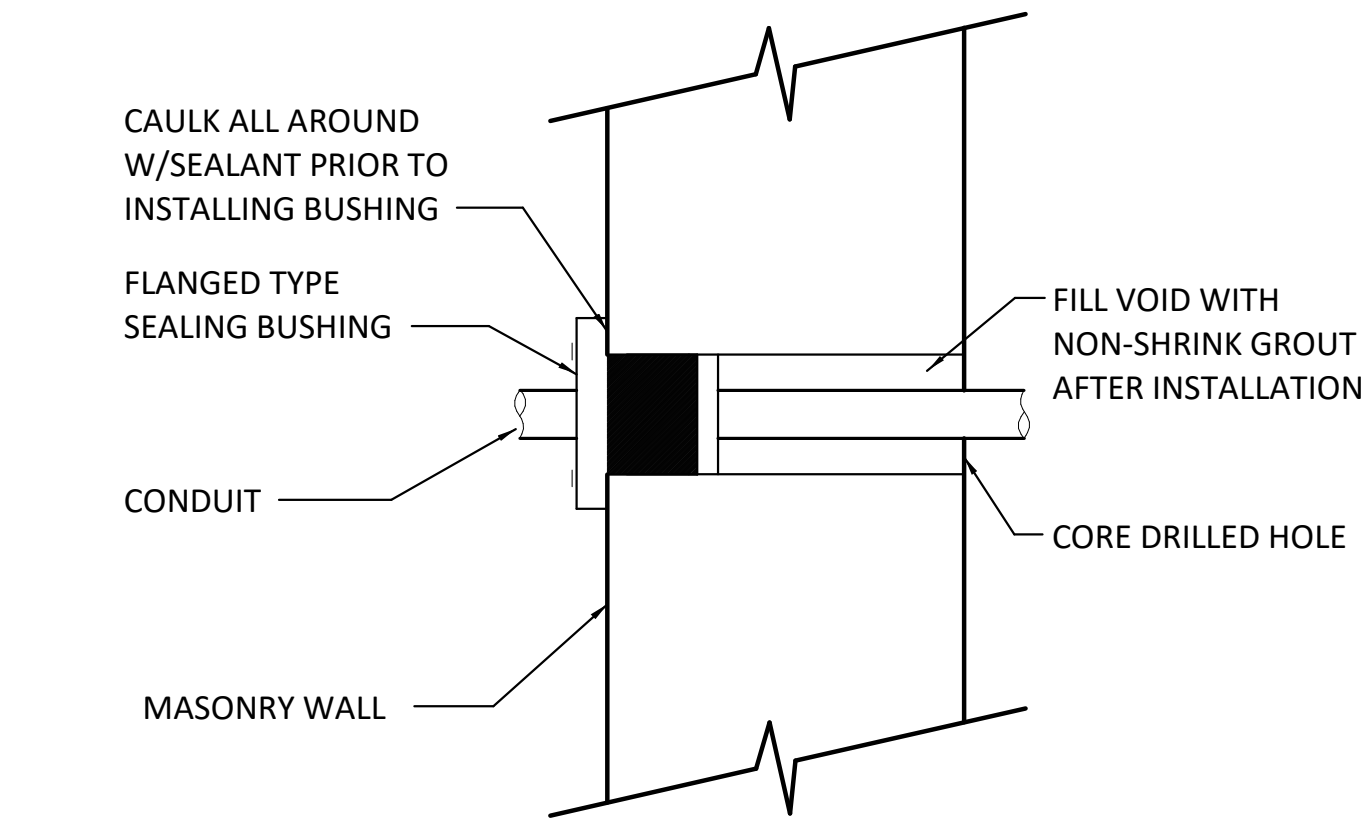 CAULK ALL AROUND
W/SEALANT PRIOR TO
INSTALLING BUSHING
FLANGED TYPE
SEALING BUSHING
CONDUIT
MASONRY WALL
FILL VOID WITH
NON-SHRINK GROUT
AFTER INSTALLATION
CORE DRILLED HOLE